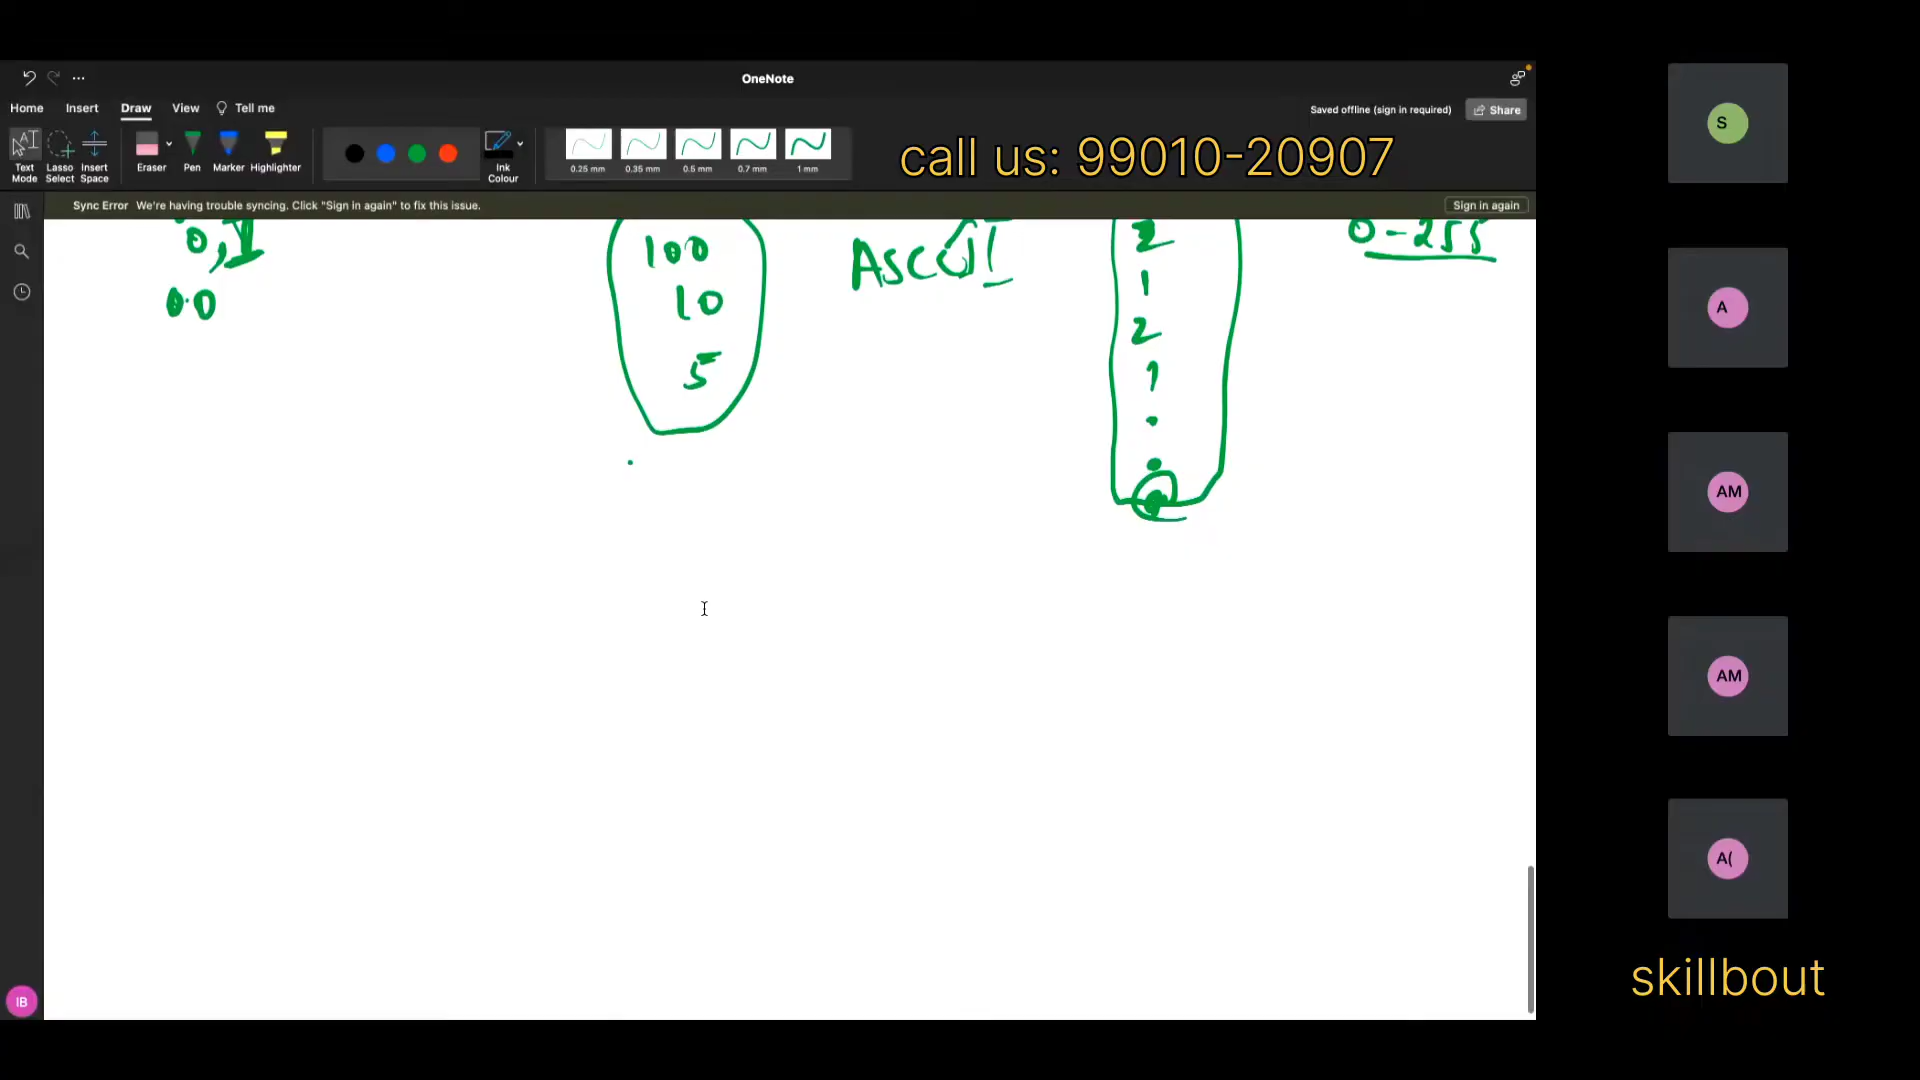 OneNote
Home Insert Draw View Tell me
Saved offline (sign in required) Share
Text Mode
Lasso Select
Insert Space
Eraser
Pen
Marker
Highlighter
Ink Colour
0.25 mm
0.35 mm
0.5 mm
0.7 mm
1 mm
call us: 99010-20907
Sync Error We're having trouble syncing. Click "Sign in again" to fix this issue.
Sign in again
0 - 255
100
10
5
ASCII
2
1
2
1
0.0
S
A
AM
AM
A(
IB
skillbout